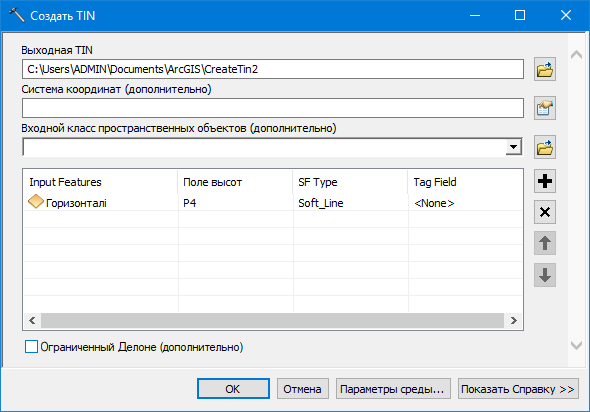 Создать TIN
Выходная TIN
C:\Users\ADMIN\Documents\ArcGIS\CreateTin2
Система координат (дополнительно)
Входной класс пространственных объектов (дополнительно)
Input Features Поле высот SF Type Tag Field
Горизонталі P4 Soft_Line <None>
Ограниченный Делоне (дополнительно)
OK Отмена Параметры среды... Показать Справку >>